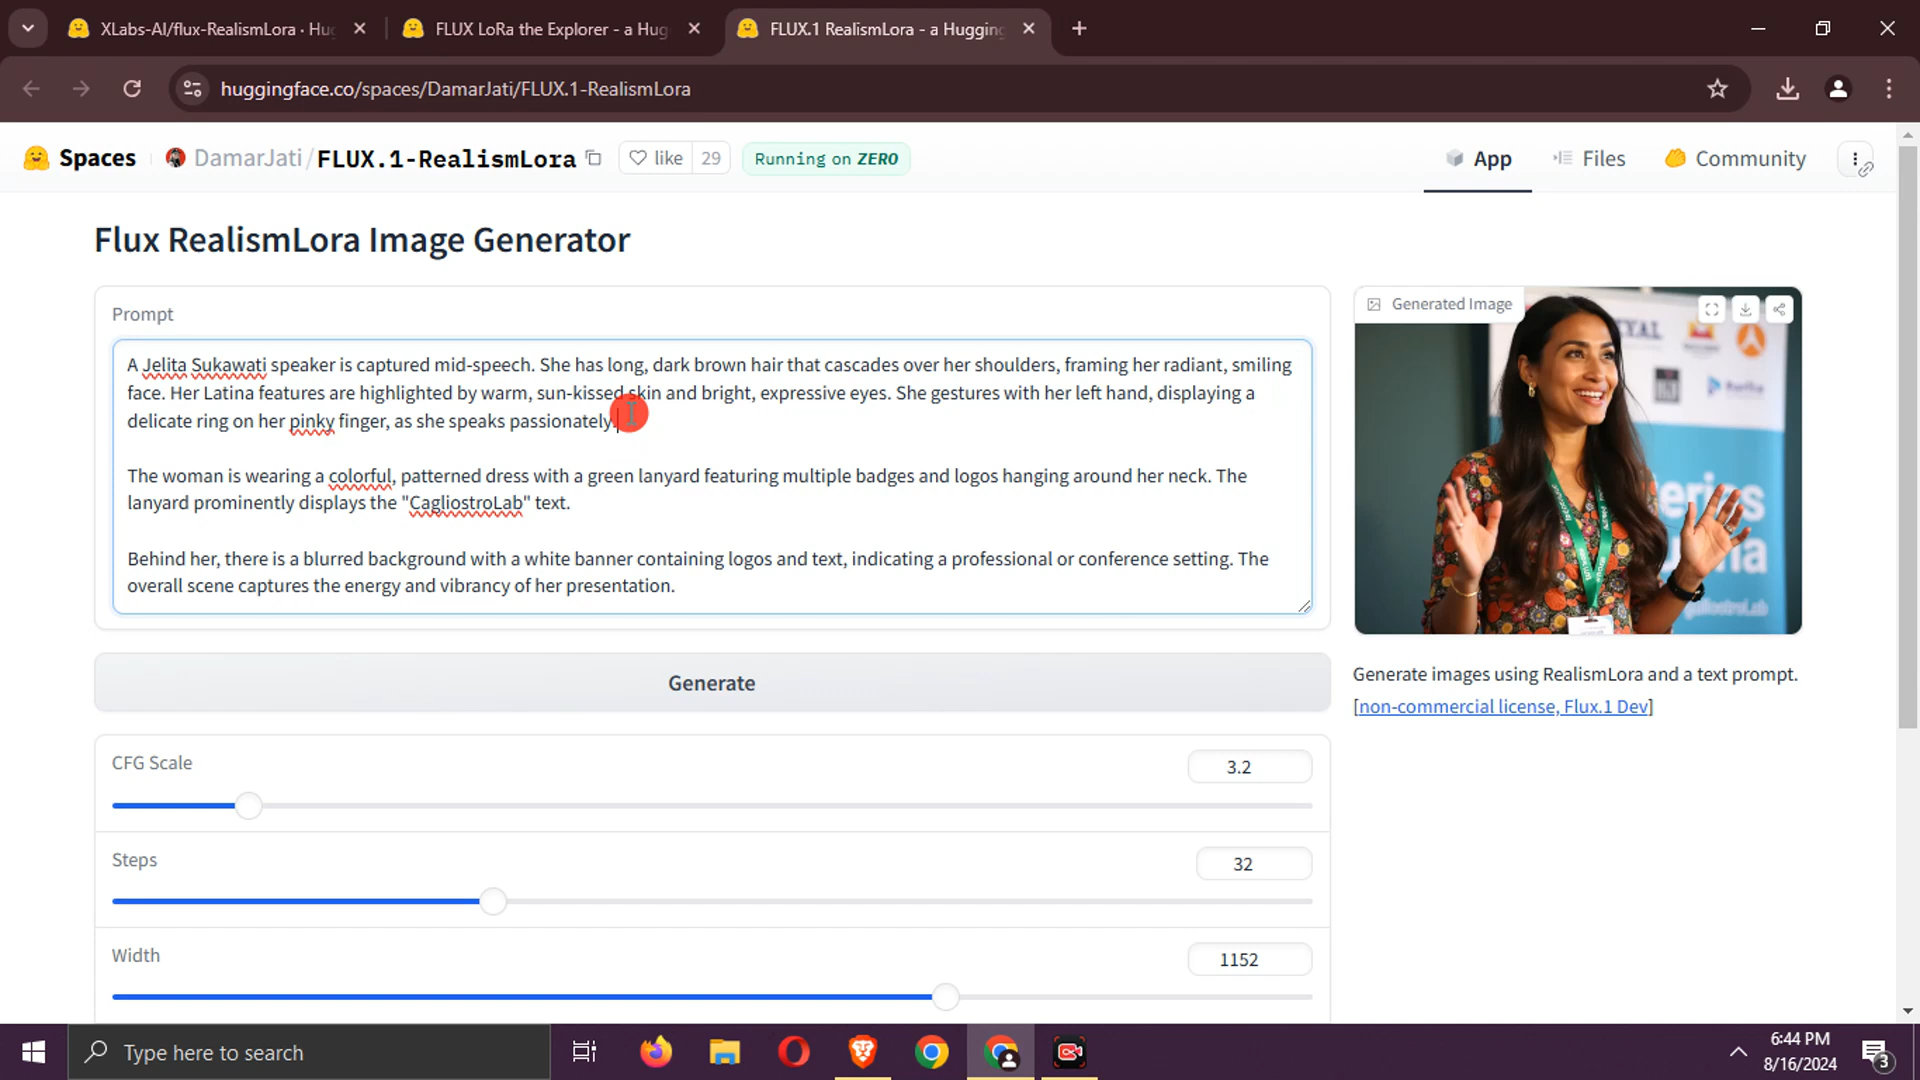 XLabs-AI/flux-RealismLora · Hug
FLUX LoRa the Explorer - a Hug
FLUX.1 RealismLora - a Hugging
huggingface.co/spaces/DamarJati/FLUX.1-RealismLora
Spaces
DamarJati/FLUX.1-RealismLora
like 29
Running on ZERO
App
Files
Community
Flux RealismLora Image Generator
Prompt
A Jelita Sukawati speaker is captured mid-speech. She has long, dark brown hair that cascades over her shoulders, framing her radiant, smiling
face. Her Latina features are highlighted by warm, sun-kissed skin and bright, expressive eyes. She gestures with her left hand, displaying a
delicate ring on her pinky finger, as she speaks passionately.
The woman is wearing a colorful, patterned dress with a green lanyard featuring multiple badges and logos hanging around her neck. The
lanyard prominently displays the "CagliostroLab" text.
Behind her, there is a blurred background with a white banner containing logos and text, indicating a professional or conference setting. The
overall scene captures the energy and vibrancy of her presentation.
Generated Image
Generate images using RealismLora and a text prompt.
[non-commercial license, Flux.1 Dev]
Generate
CFG Scale
3.2
Steps
32
Width
1152
Type here to search
6:44 PM
8/16/2024
3